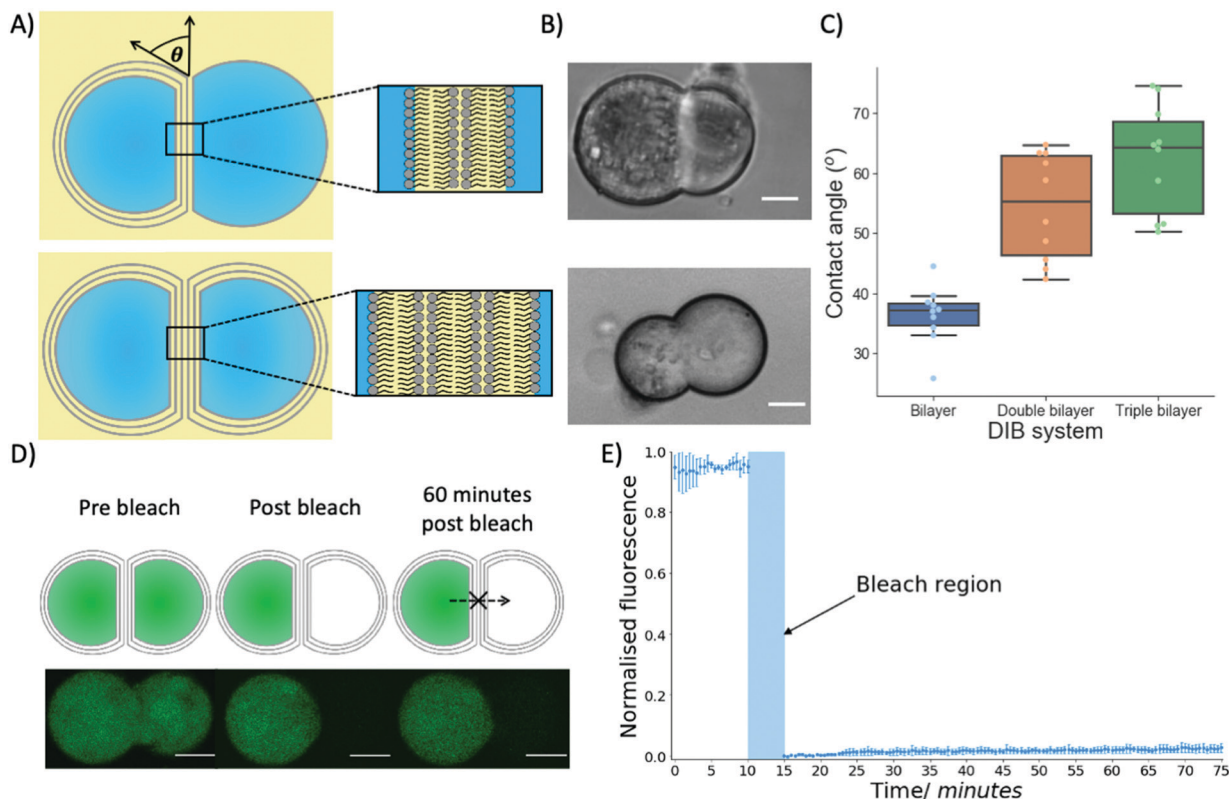 A)
θ
B)
C)
Contact angle (º)
70
60
50
40
30
Bilayer
Double bilayer
Triple bilayer
DIB system
D)
Pre bleach
Post bleach
60 minutes
post bleach
E)
Normalised fluorescence
1.0
0.8
0.6
0.4
0.2
0.0
Bleach region
0
5
10
15
20
25
30
35
40
45
50
55
60
65
70
75
Time/ minutes